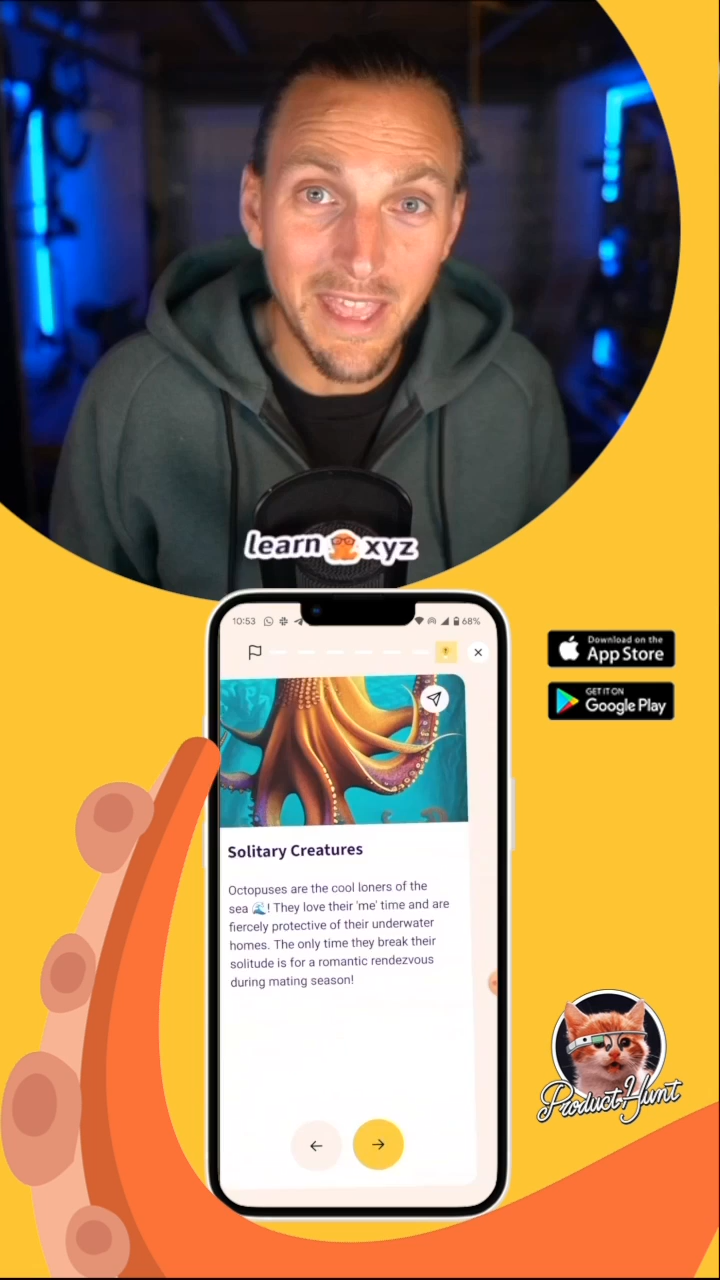 learn xyz
10:53
68%
Download on the
App Store
GET IT ON
Google Play
Solitary Creatures
Octopuses are the cool loners of the
sea 🌊! They love their 'me' time and are
fiercely protective of their underwater
homes. The only time they break their
solitude is for a romantic rendezvous
during mating season!
Product Hunt